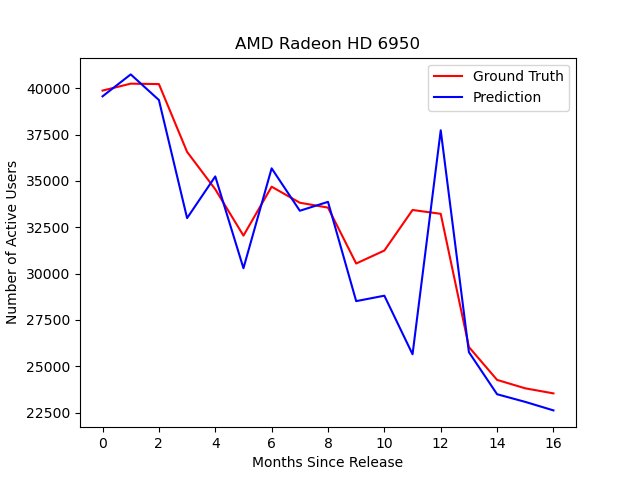 AMD Radeon HD 6950
Ground Truth
Prediction
40000
37500
35000
32500
30000
27500
25000
22500
Number of Active Users
0 2 4 6 8 10 12 14 16
Months Since Release